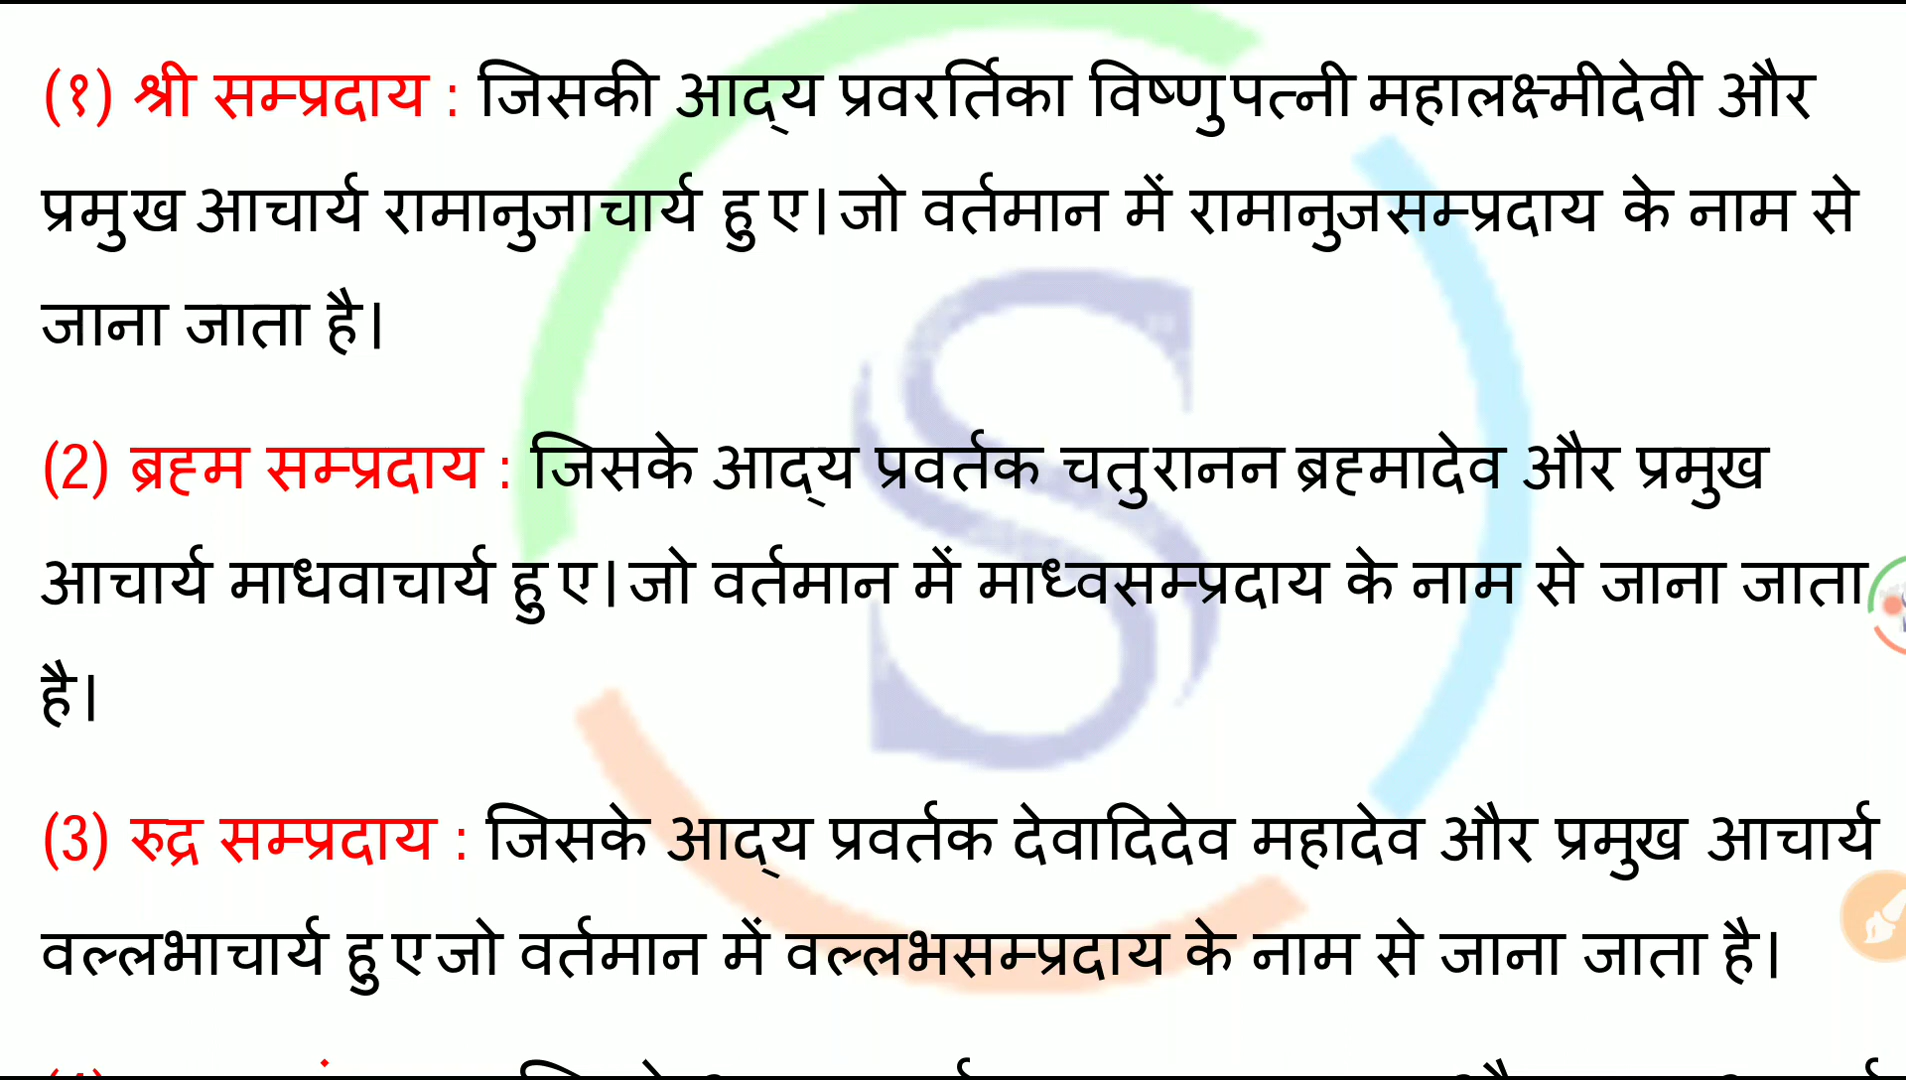 (१) श्री सम्प्रदाय : जिसकी आद्य प्रवरर्तिका विष्णुपत्नी महालक्ष्मीदेवी और
प्रमुख आचार्य रामानुजाचार्य हुए।जो वर्तमान में रामानुजसम्प्रदाय के नाम से
जाना जाता है।
(2) ब्रह्म सम्प्रदाय : जिसके आद्य प्रवर्तक चतुरानन ब्रह्मादेव और प्रमुख
आचार्य माधवाचार्य हुए।जो वर्तमान में माध्वसम्प्रदाय के नाम से जाना जाता
है।
(3) रुद्र सम्प्रदाय : जिसके आद्य प्रवर्तक देवादिदेव महादेव और प्रमुख आचार्य
वल्लभाचार्य हुएजो वर्तमान में वल्लभसम्प्रदाय के नाम से जाना जाता है।